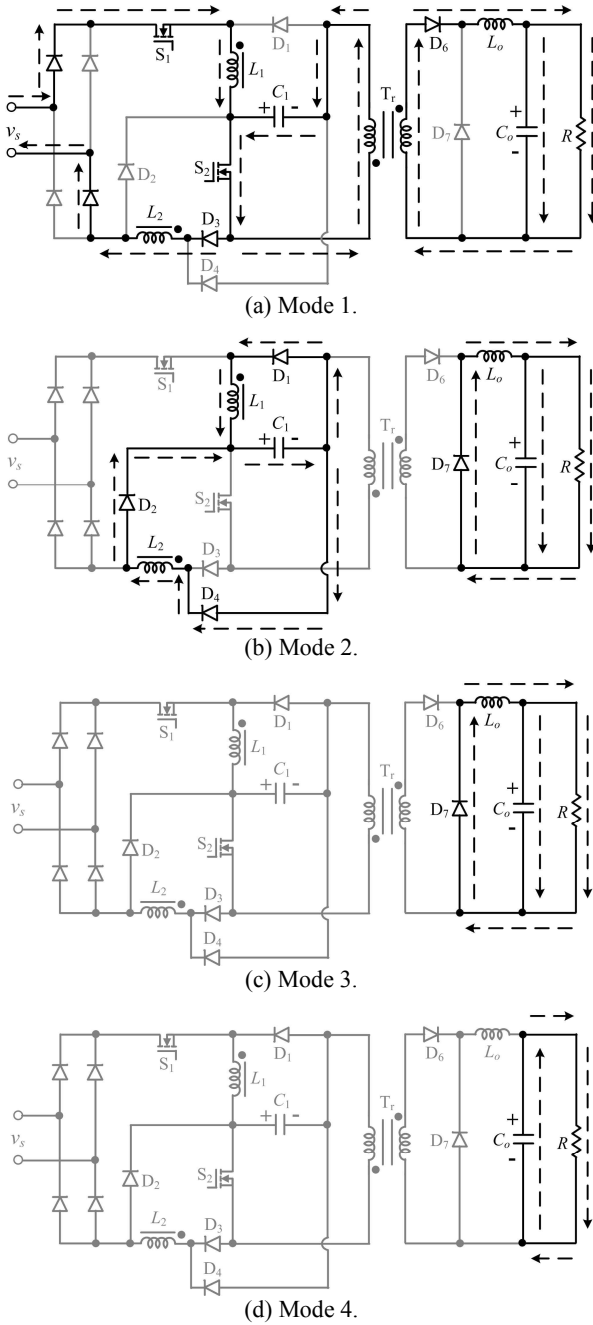 S1
D1
L1
C1
+ -
vs
D2
S2
L2
D3
D4
Tr
D6
Lo
D7
Co
+
-
R
(a) Mode 1.
S1
D1
L1
C1
+ -
vs
D2
S2
L2
D3
D4
Tr
D6
Lo
D7
Co
+
-
R
(b) Mode 2.
S1
D1
L1
C1
+ -
vs
D2
S2
L2
D3
D4
Tr
D6
Lo
D7
Co
+
-
R
(c) Mode 3.
S1
D1
L1
C1
+ -
vs
D2
S2
L2
D3
D4
Tr
D6
Lo
D7
Co
+
-
R
(d) Mode 4.